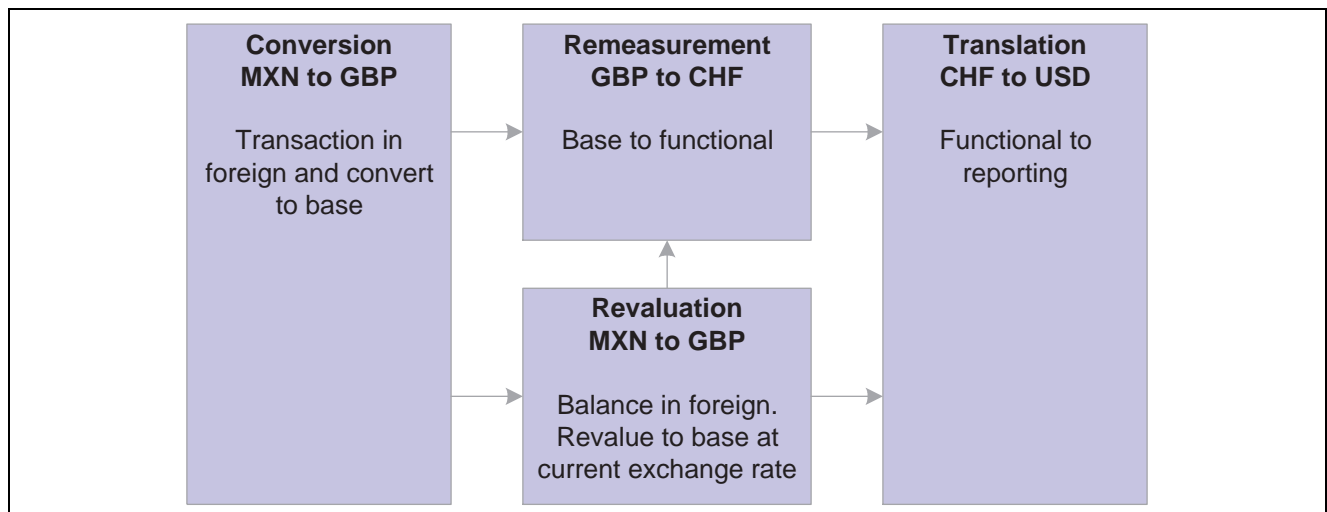 Conversion
MXN to GBP
Transaction in
foreign and convert
to base
Remeasurement
GBP to CHF
Base to functional
Revaluation
MXN to GBP
Balance in foreign.
Revalue to base at
current exchange rate
Translation
CHF to USD
Functional to
reporting